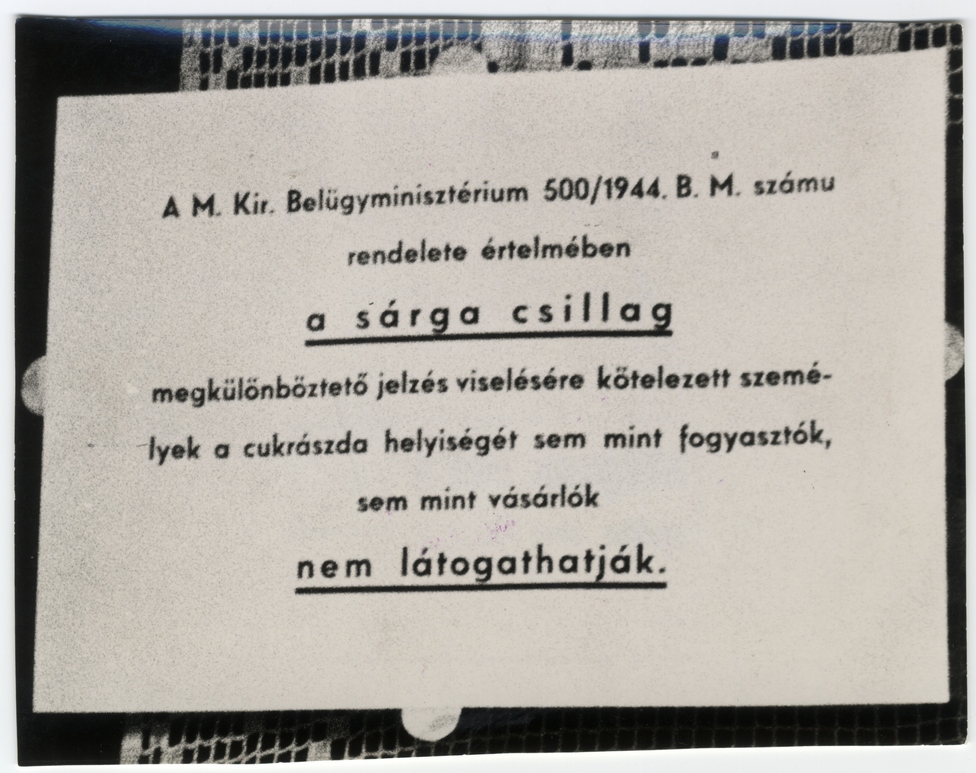 A M. Kir. Belügyminisztérium 500/1944. B. M. számu
rendelete értelmében
a sárga csillag
megkülönböztető jelzés viselésére kötelezett szemé-
lyek a cukrászda helyiségét sem mint fogyasztók,
sem mint vásárlók
nem látogathatják.